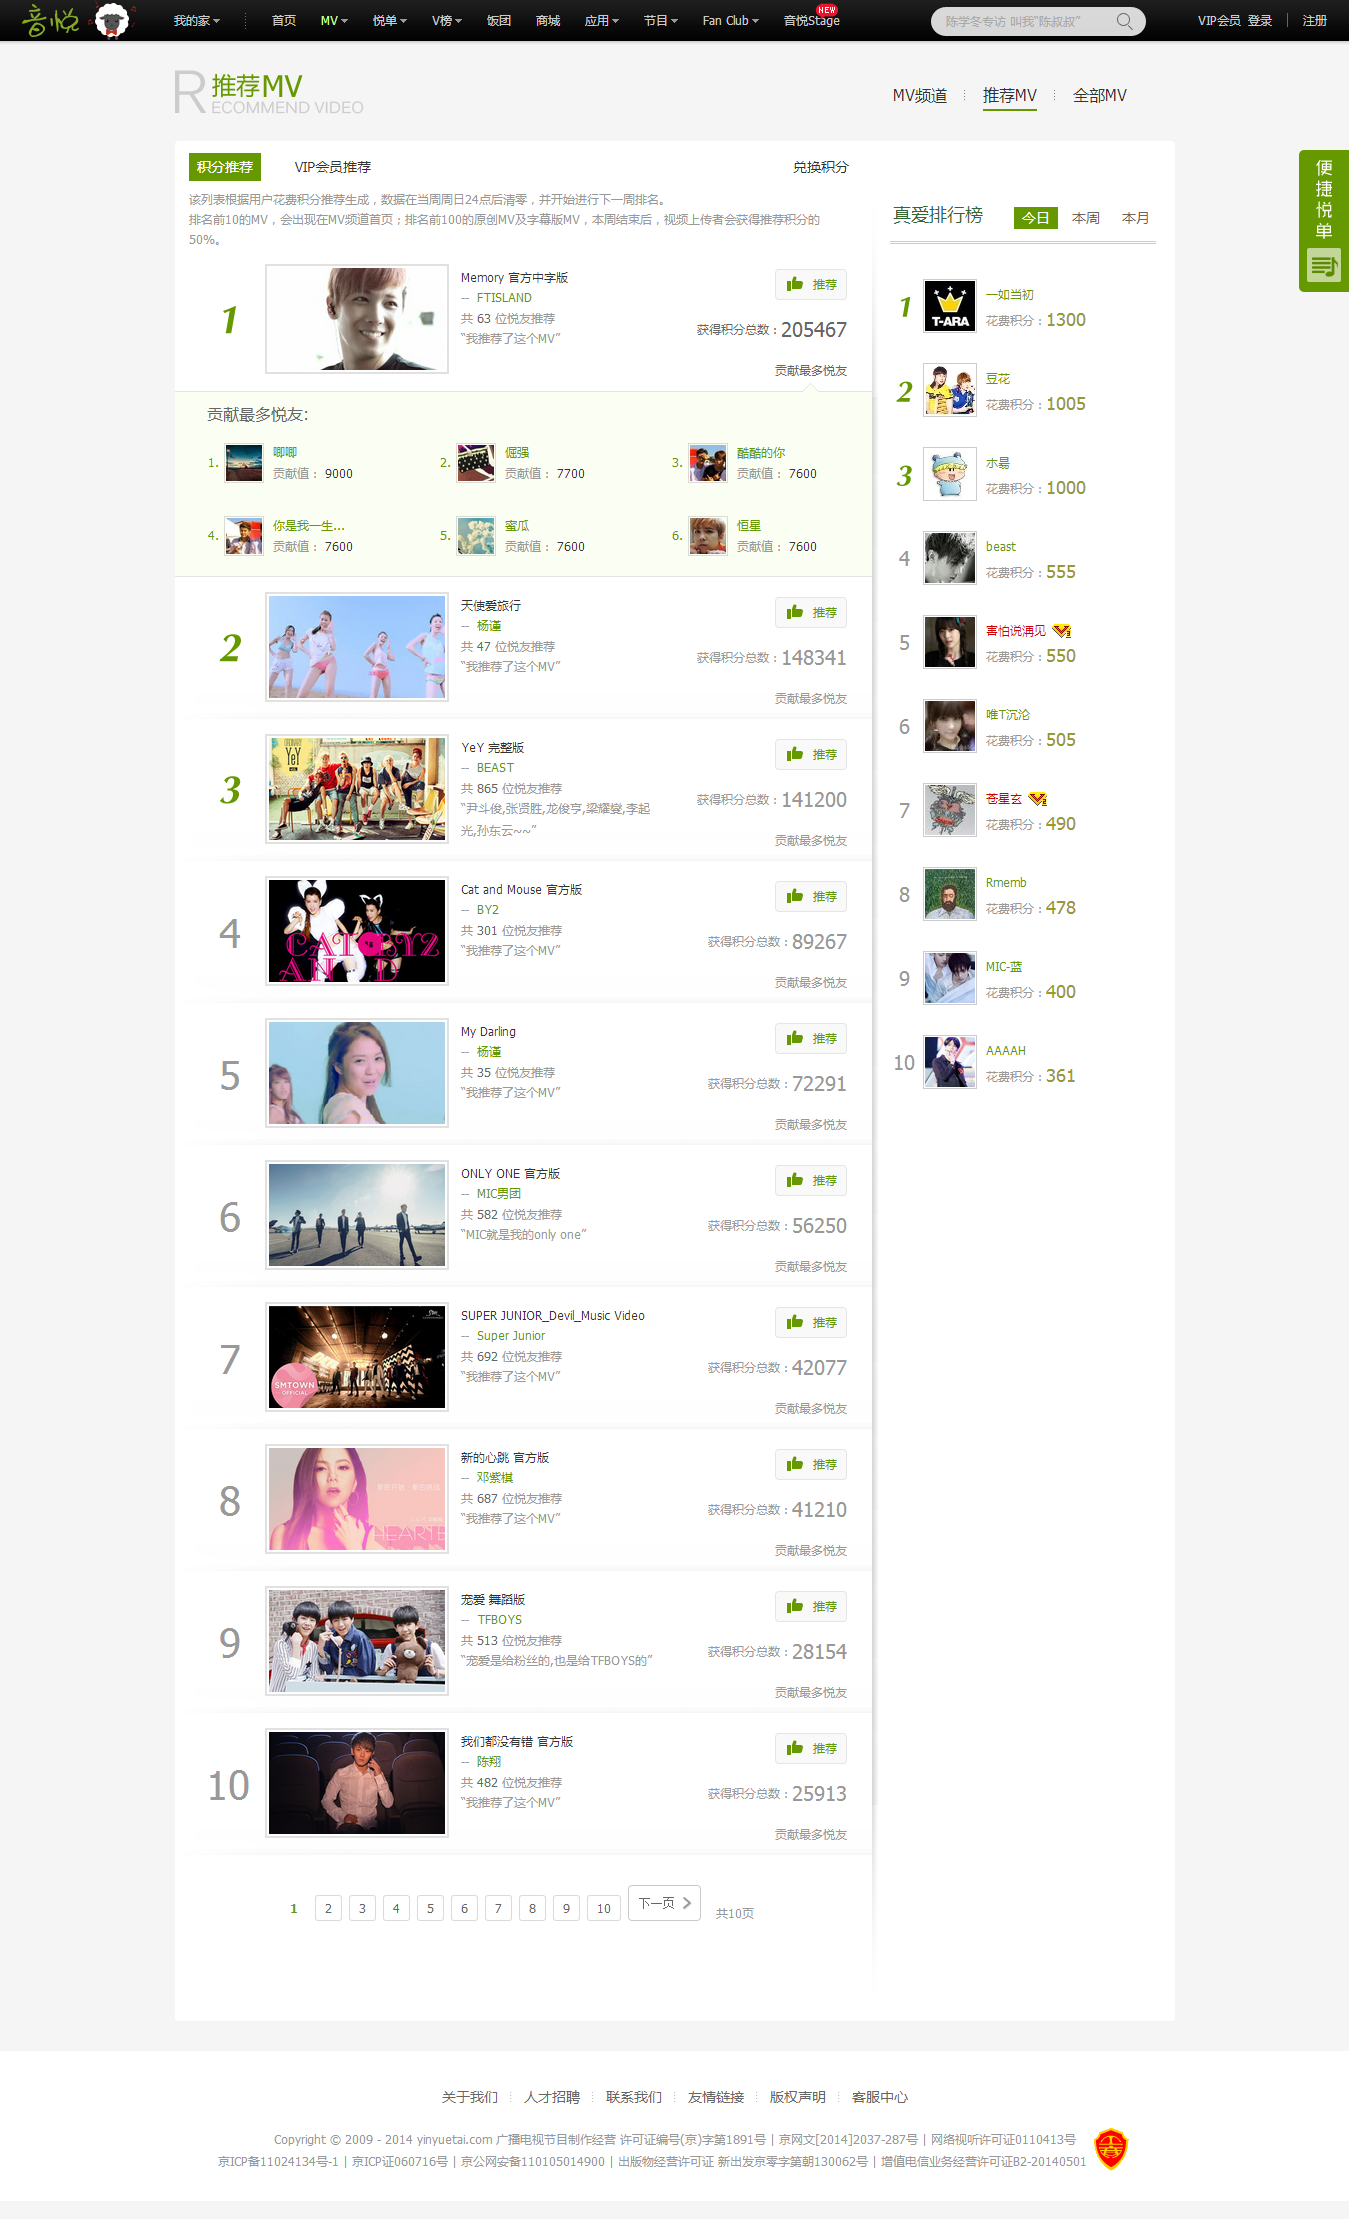 音悦 我的家 首页 MV 悦单 V榜 饭团 商城 应用 节目 Fan Club 音悦Stage NEW 陈学冬专访 叫我“陈叔叔” VIP会员 登录 注册
R 推荐MV
ECOMMEND VIDEO
MV频道 推荐MV 全部MV
便捷悦单
积分推荐 VIP会员推荐 兑换积分
该列表根据用户花费积分推荐生成，数据在当周周日24点后清零，并开始进行下一周排名。
排名前10的MV，会出现在MV频道首页；排名前100的原创MV及字幕版MV，本周结束后，视频上传者会获得推荐积分的
50%。
1
Memory 官方中字版
-- FTISLAND
共 63 位悦友推荐
“我推荐了这个MV”
推荐
获得积分总数：205467
贡献最多悦友
贡献最多悦友：
1. 唧唧
贡献值： 9000
2. 倔强
贡献值： 7700
3. 酷酷的你
贡献值： 7600
4. 你是我一生...
贡献值： 7600
5. 蜜瓜
贡献值： 7600
6. 恒星
贡献值： 7600
2
天使爱旅行
-- 杨谨
共 47 位悦友推荐
“我推荐了这个MV”
推荐
获得积分总数：148341
贡献最多悦友
3
YeY
YeY 完整版
-- BEAST
共 865 位悦友推荐
“尹斗俊,张贤胜,龙俊亨,梁耀燮,李起
光,孙东云~~”
推荐
获得积分总数：141200
贡献最多悦友
4
CAT AND BY2
Cat and Mouse 官方版
-- BY2
共 301 位悦友推荐
“我推荐了这个MV”
推荐
获得积分总数：89267
贡献最多悦友
5
My Darling
-- 杨谨
共 35 位悦友推荐
“我推荐了这个MV”
推荐
获得积分总数：72291
贡献最多悦友
6
ONLY ONE 官方版
-- MIC男团
共 582 位悦友推荐
“MIC就是我的only one”
推荐
获得积分总数：56250
贡献最多悦友
7
SMTOWN
OFFICIAL
SUPER JUNIOR_Devil_Music Video
-- Super Junior
共 692 位悦友推荐
“我推荐了这个MV”
推荐
获得积分总数：42077
贡献最多悦友
8
HEARTB
新的心跳 官方版
-- 邓紫棋
共 687 位悦友推荐
“我推荐了这个MV”
推荐
获得积分总数：41210
贡献最多悦友
9
宠爱 舞蹈版
-- TFBOYS
共 513 位悦友推荐
“宠爱是给粉丝的,也是给TFBOYS的”
推荐
获得积分总数：28154
贡献最多悦友
10
我们都没有错 官方版
-- 陈翔
共 482 位悦友推荐
“我推荐了这个MV”
推荐
获得积分总数：25913
贡献最多悦友
1 2 3 4 5 6 7 8 9 10 下一页 共10页
真爱排行榜 今日 本周 本月
1
T-ARA
一如当初
花费积分：1300
2
豆花
花费积分：1005
3
木晷
花费积分：1000
4
beast
花费积分：555
5
花费积分：550
6
唯T沉沦
花费积分：505
7
苍星玄
花费积分：490
8
Rmemb
花费积分：478
9
MIC-蓝
花费积分：400
10
AAAAH
花费积分：361
关于我们 人才招聘 联系我们 友情链接 版权声明 客服中心
Copyright © 2009 - 2014 yinyuetai.com 广播电视节目制作经营 许可证编号(京)字第1891号 | 京网文[2014]2037-287号 | 网络视听许可证0110413号
京ICP备11024134号-1 | 京ICP证060716号 | 京公网安备110105014900 | 出版物经营许可证 新出发京零字第朝130062号 | 增值电信业务经营许可证B2-20140501